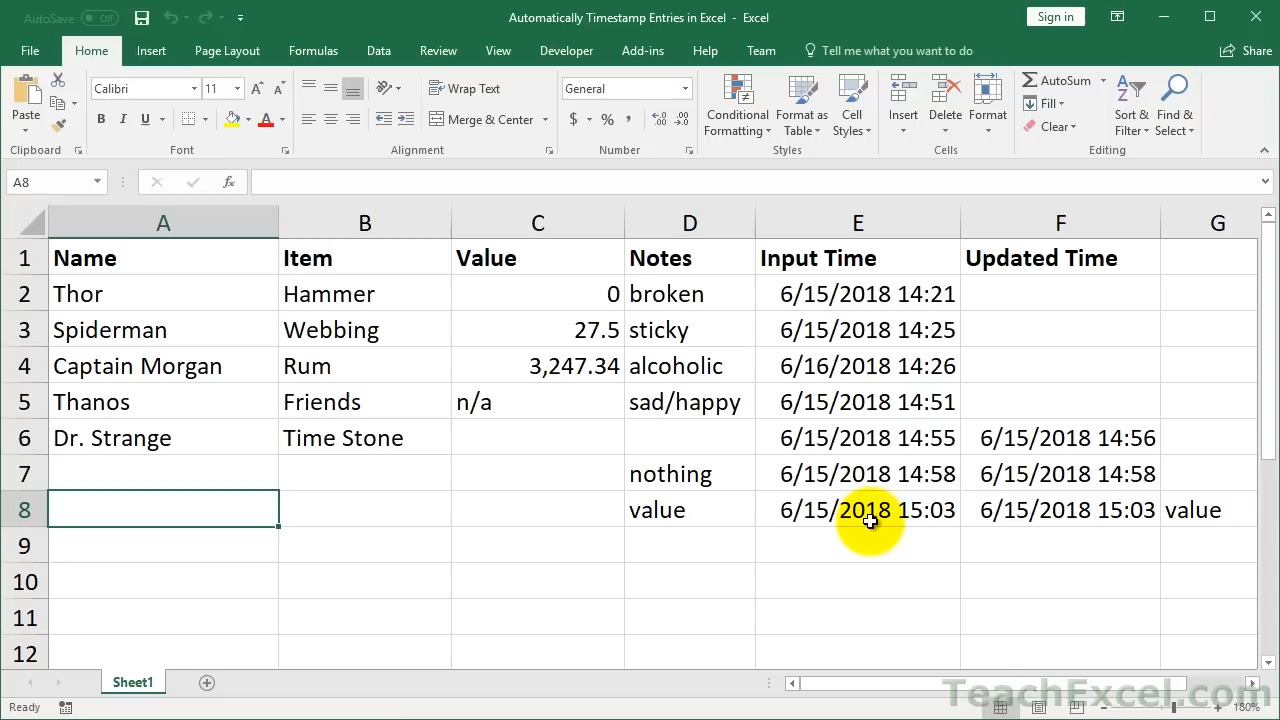 AutoSave Off
Automatically Timestamp Entries in Excel - Excel
Sign in
File Home Insert Page Layout Formulas Data Review View Developer Add-ins Help Team Tell me what you want to do Share
Paste
Calibri 11
B I U
Wrap Text
Merge & Center
General
$ % ,
Conditional Formatting
Format as Table
Cell Styles
Insert Delete Format
AutoSum
Fill
Clear
Sort & Filter
Find & Select
Clipboard Font Alignment Number Styles Cells Editing
A8 fx
A B C D E F G
1 Name Item Value Notes Input Time Updated Time
2 Thor Hammer 0 broken 6/15/2018 14:21
3 Spiderman Webbing 27.5 sticky 6/15/2018 14:25
4 Captain Morgan Rum 3,247.34 alcoholic 6/16/2018 14:26
5 Thanos Friends n/a sad/happy 6/15/2018 14:51
6 Dr. Strange Time Stone 6/15/2018 14:55 6/15/2018 14:56
7 nothing 6/15/2018 14:58 6/15/2018 14:58
8 value 6/15/2018 15:03 6/15/2018 15:03 value
9
10
11
12
Sheet1
TeachExcel.com
Ready 180%